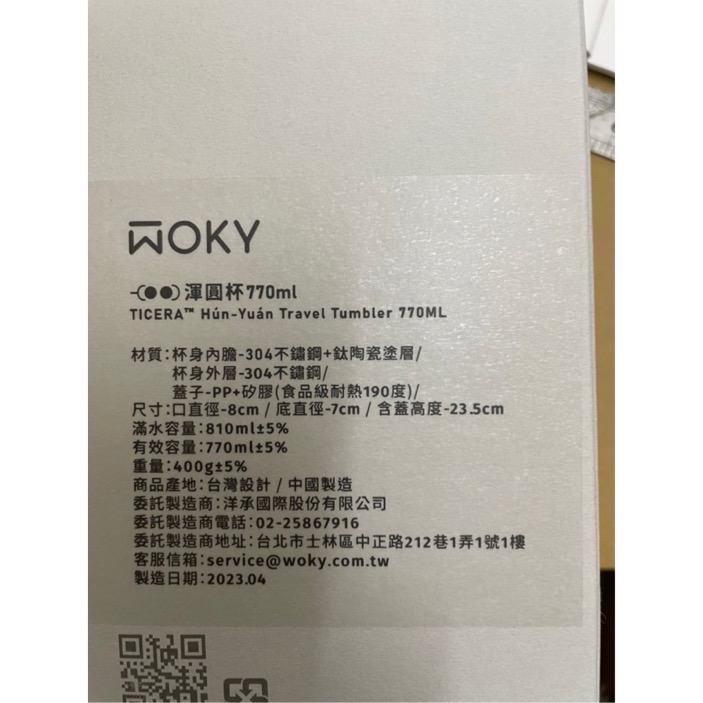 WOKY
渾圓杯770ml
TICERA™ Hún-Yuán Travel Tumbler 770ML
材質:杯身內膽-304不鏽鋼+鈦陶瓷塗層/
杯身外層-304不鏽鋼/
蓋子-PP+矽膠(食品級耐熱190度)/
尺寸:口直徑-8cm / 底直徑-7cm / 含蓋高度-23.5cm
滿水容量:810ml±5%
有效容量:770ml±5%
重量:400g±5%
商品產地:台灣設計 / 中國製造
委託製造商:洋承國際股份有限公司
委託製造商電話:02-25867916
委託製造商地址:台北市士林區中正路212巷1弄1號1樓
客服信箱:service@woky.com.tw
製造日期:2023.04